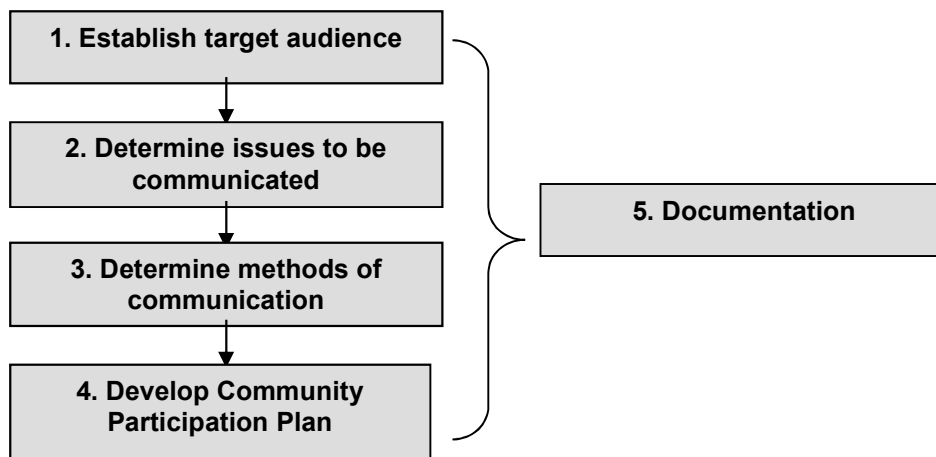 1. Establish target audience
2. Determine issues to be
communicated
3. Determine methods of
communication
4. Develop Community
Participation Plan
5. Documentation